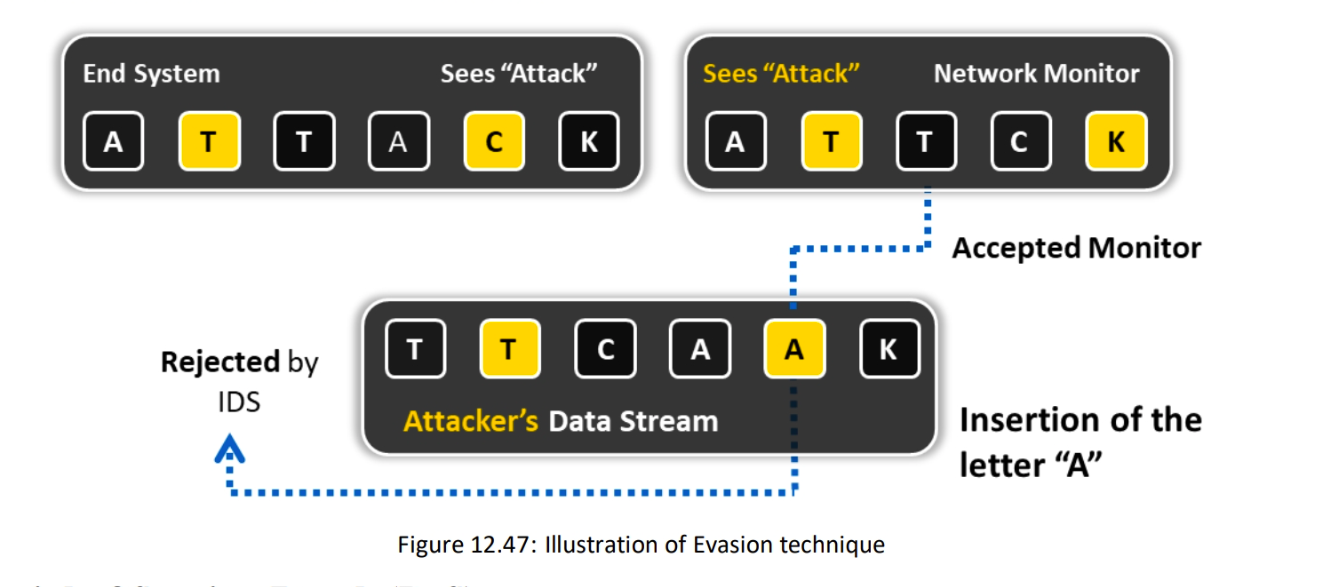 End System Sees “Attack”
A T T A C K
Sees “Attack” Network Monitor
A T T C K
Accepted Monitor
T T C A A K
Attacker’s Data Stream
Rejected by
IDS
Insertion of the
letter “A”
Figure 12.47: Illustration of Evasion technique